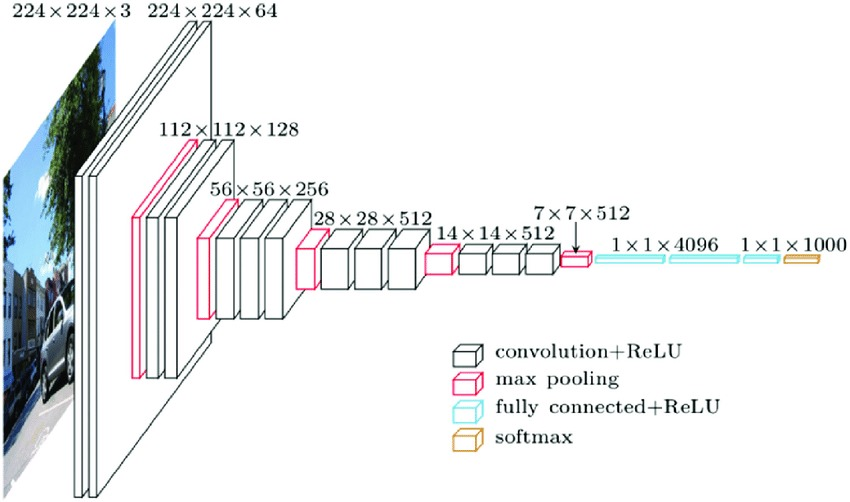 224×224×3
224×224×64
112×112×128
56×56×256
28×28×512
14×14×512
7×7×512
1×1×4096
1×1×1000
convolution+ReLU
max pooling
fully connected+ReLU
softmax